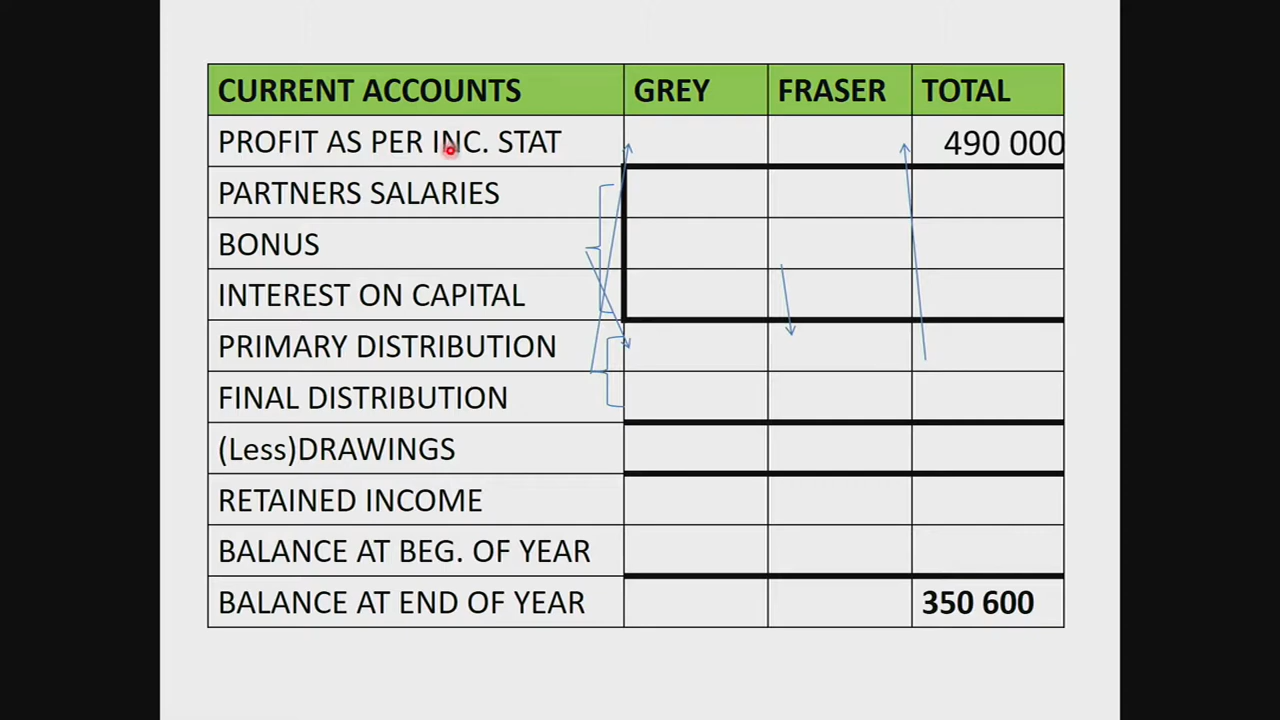 CURRENT ACCOUNTS GREY FRASER TOTAL
PROFIT AS PER INC. STAT 490 000
PARTNERS SALARIES
BONUS
INTEREST ON CAPITAL
PRIMARY DISTRIBUTION
FINAL DISTRIBUTION
(Less)DRAWINGS
RETAINED INCOME
BALANCE AT BEG. OF YEAR
BALANCE AT END OF YEAR 350 600